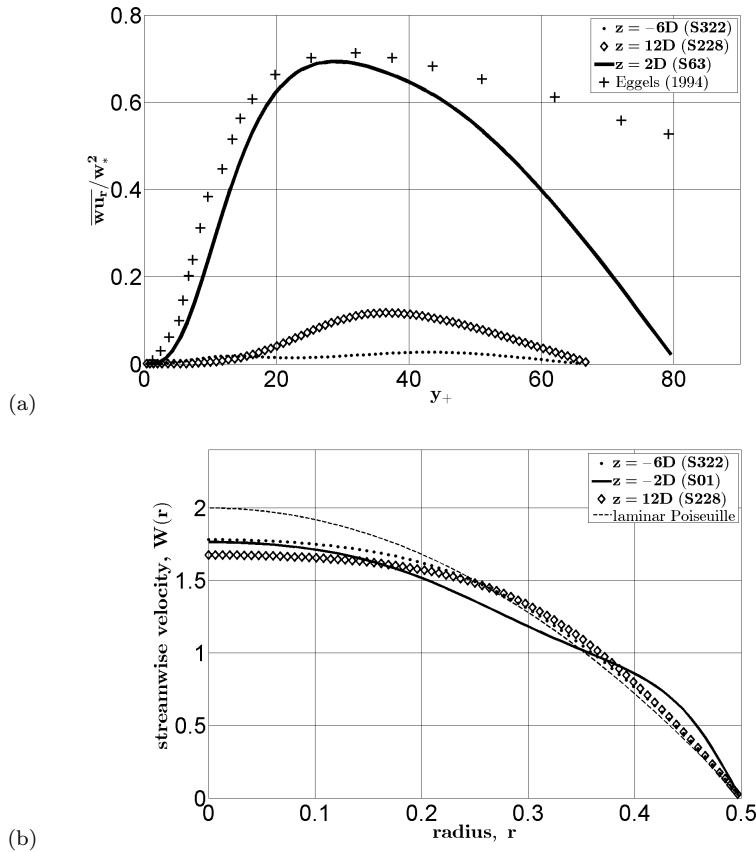 0.8
z = −6D (S322)
z = 12D (S228)
z = 2D (S63)
Eggels (1994)
0.6
0.4
0.2
0
wu_r/w_*^2
0 20 40 60 80
y_+
(a)
z = −6D (S322)
z = −2D (S01)
z = 12D (S228)
laminar Poiseuille
2
1.5
1
0.5
0
streamwise velocity, W(r)
0 0.1 0.2 0.3 0.4 0.5
radius, r
(b)